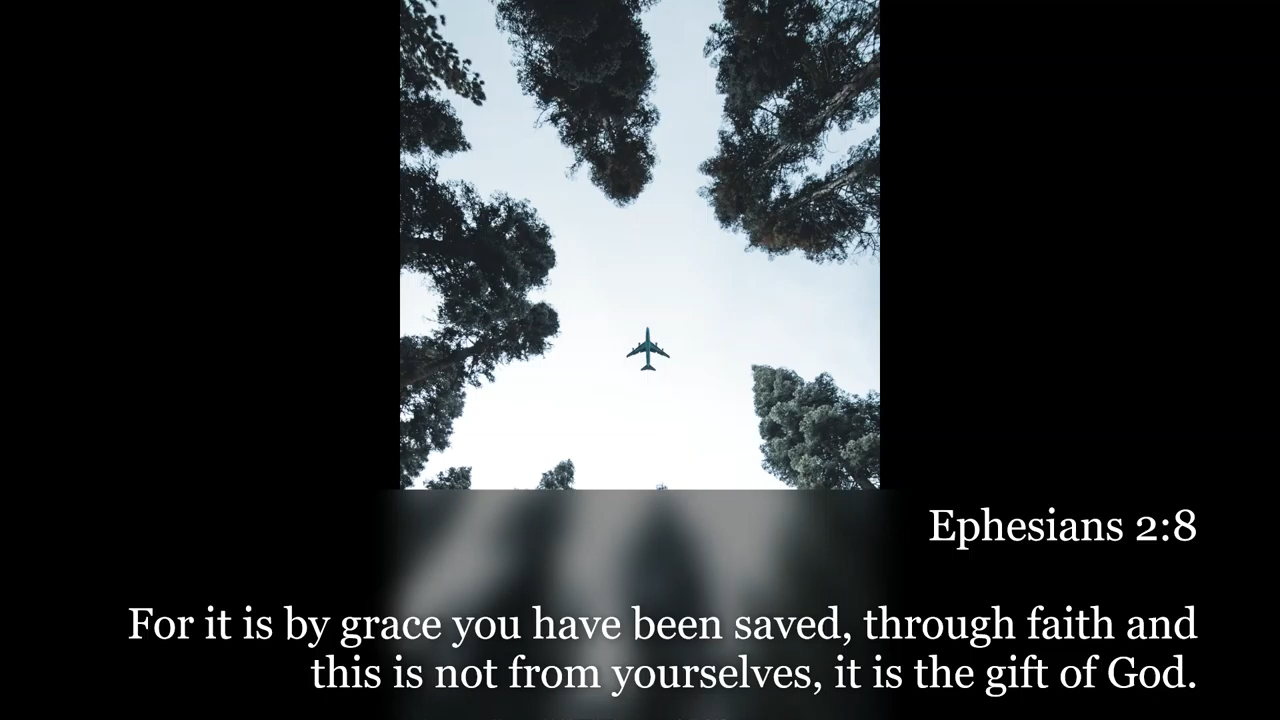 Ephesians 2:8
For it is by grace you have been saved, through faith and
this is not from yourselves, it is the gift of God.